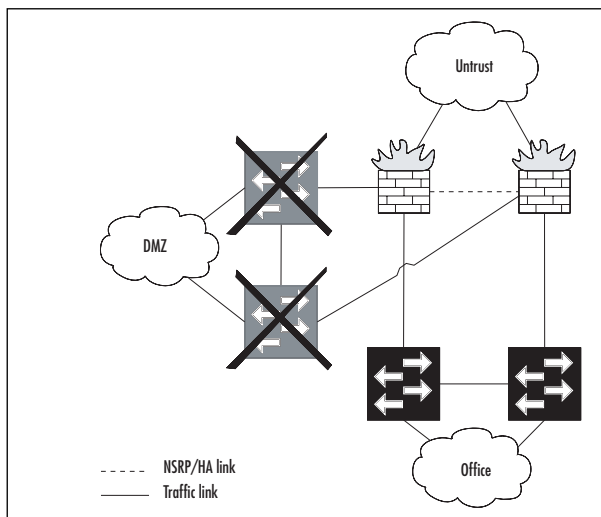 Untrust
DMZ
Office
NSRP/HA link
Traffic link